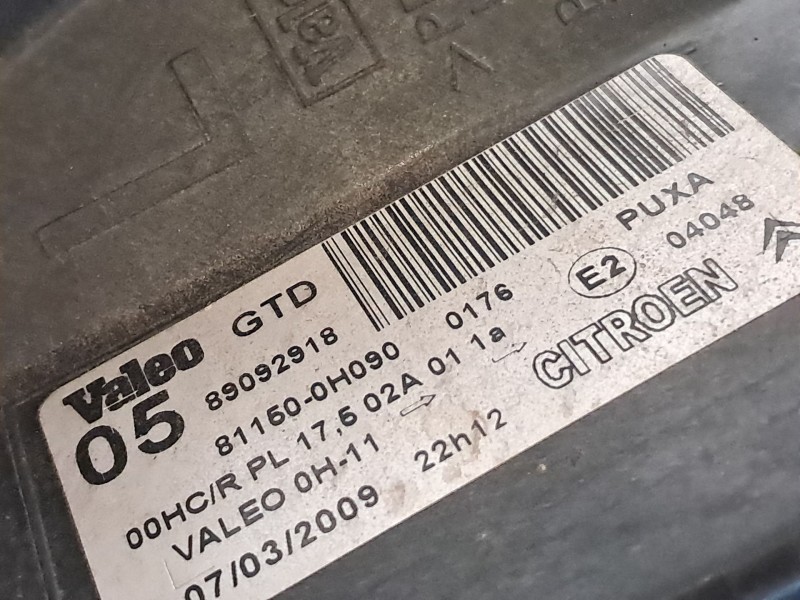 Valeo GTD
05 89092918
81150-0H090 0176 E2 PUXA
00HC/R PL 17,5 02A 01 1a 04048
VALEO 0H-11 CITROEN
07/03/2009 22h12